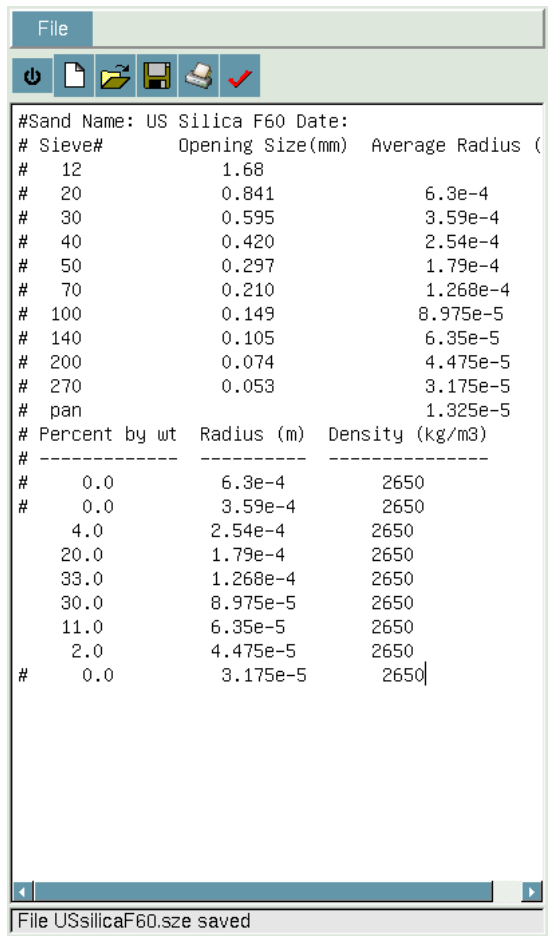 File
#Sand Name: US Silica F60 Date:
# Sieve# Opening Size(mm) Average Radius (
# 12 1.68
# 20 0.841 6.3e-4
# 30 0.595 3.59e-4
# 40 0.420 2.54e-4
# 50 0.297 1.79e-4
# 70 0.210 1.268e-4
# 100 0.149 8.975e-5
# 140 0.105 6.35e-5
# 200 0.074 4.475e-5
# 270 0.053 3.175e-5
# pan 1.325e-5
# Percent by wt Radius (m) Density (kg/m3)
# ------------- ---------- ---------------
# 0.0 6.3e-4 2650
# 0.0 3.59e-4 2650
4.0 2.54e-4 2650
20.0 1.79e-4 2650
33.0 1.268e-4 2650
30.0 8.975e-5 2650
11.0 6.35e-5 2650
2.0 4.475e-5 2650
# 0.0 3.175e-5 2650
File USsilicaF60.sze saved